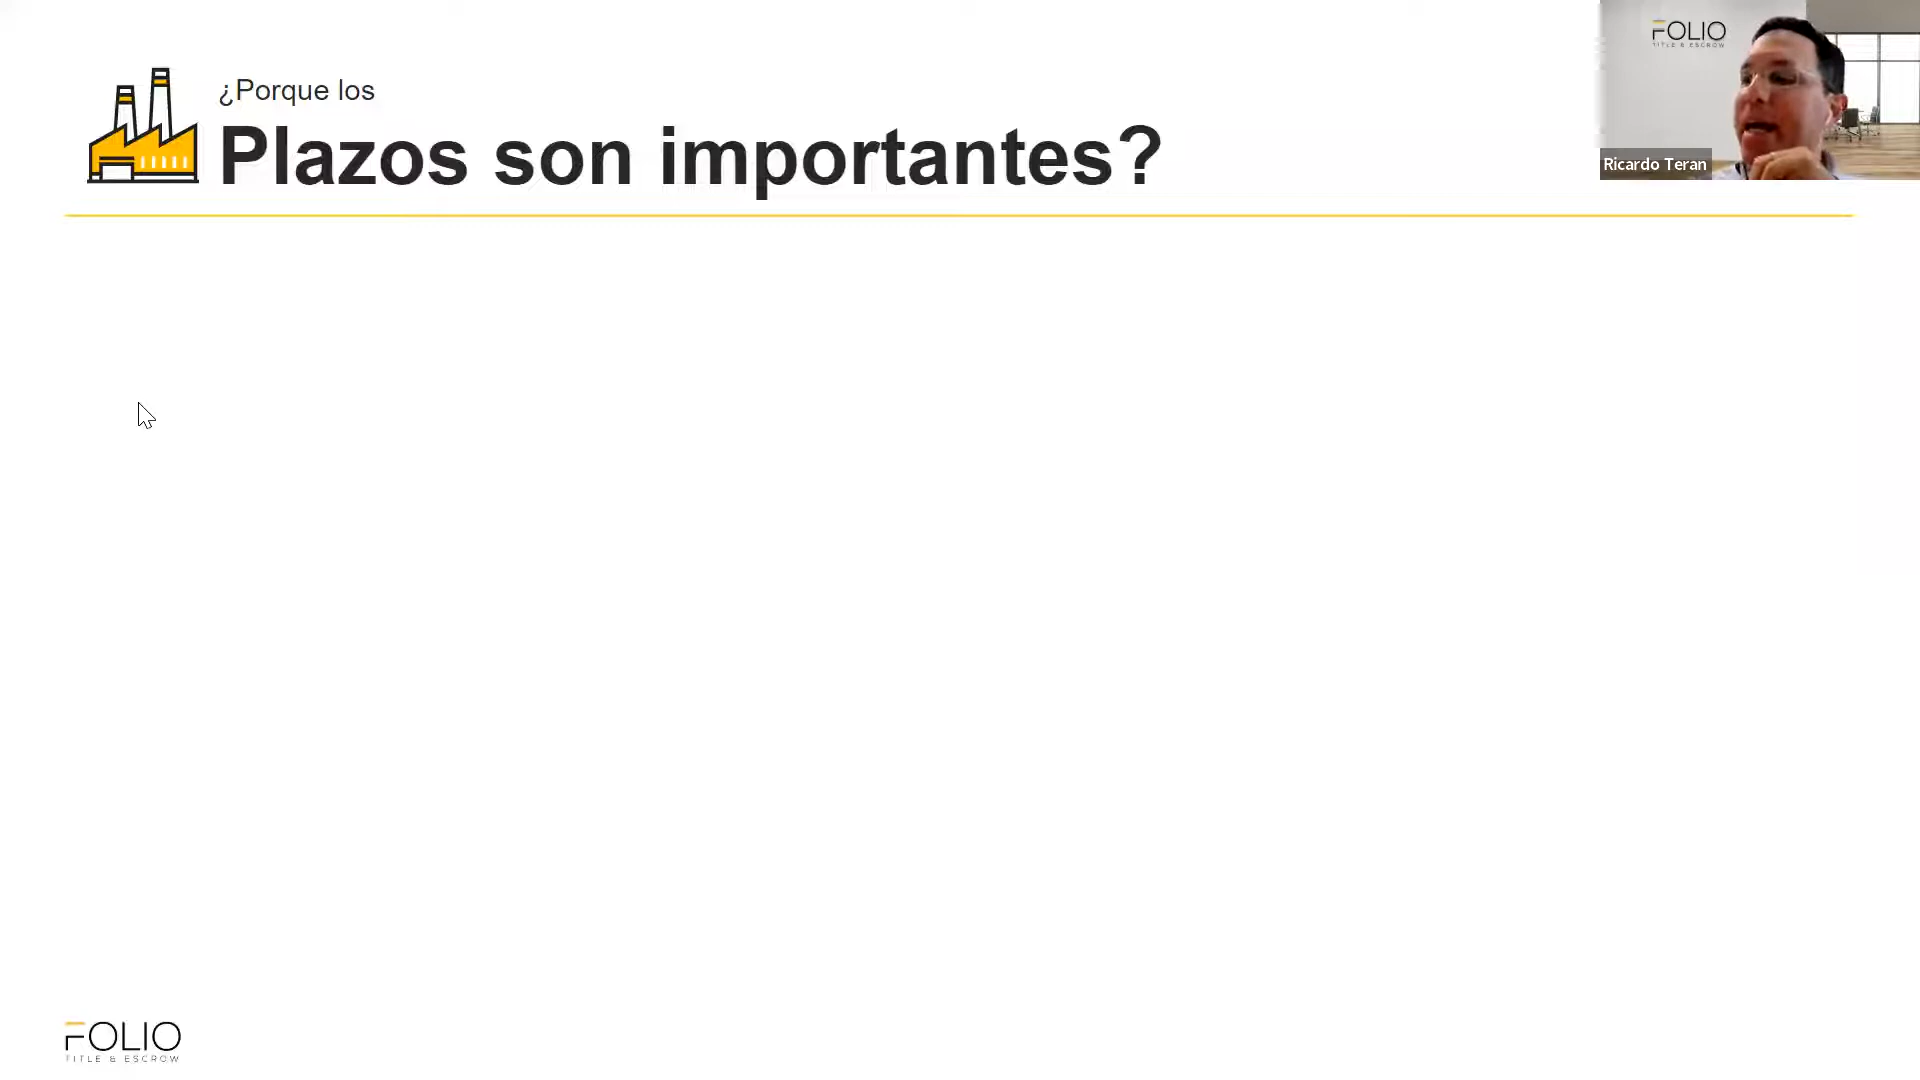 ¿Porque los
Plazos son importantes?
FOLIO
TITLE & ESCROW
Ricardo Teran
FOLIO
TITLE & ESCROW